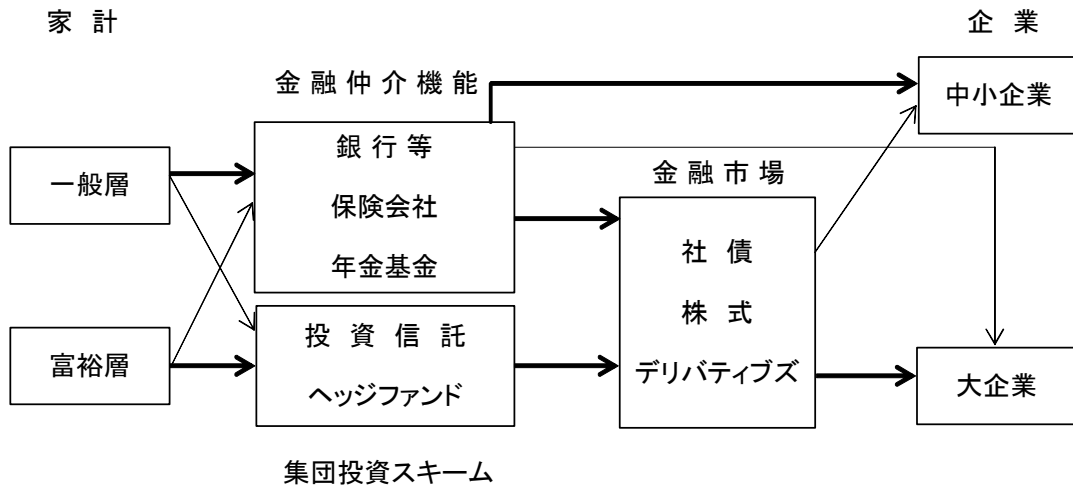 家計
企業
金融仲介機能
中小企業
銀行等
保険会社
年金基金
一般層
金融市場
社債
株式
デリバティブズ
富裕層
投資信託
ヘッジファンド
大企業
集団投資スキーム